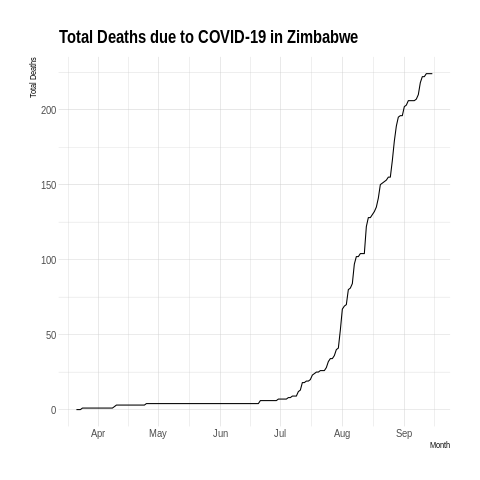 Total Deaths due to COVID-19 in Zimbabwe
Total Deaths
200
150
100
50
0
Apr May Jun Jul Aug Sep
Month